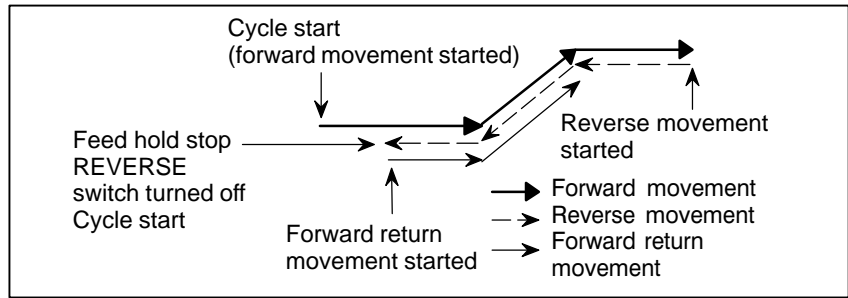 Cycle start
(forward movement started)
Feed hold stop
REVERSE
switch turned off
Cycle start
Reverse movement
started
Forward return
movement started
Forward movement
Reverse movement
Forward return
movement